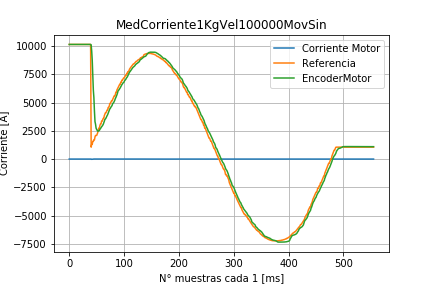 MedCorriente1KgVel100000MovSin
Corriente Motor
Referencia
EncoderMotor
Corriente [A]
10000
7500
5000
2500
0
−2500
−5000
−7500
0 100 200 300 400 500
N° muestras cada 1 [ms]